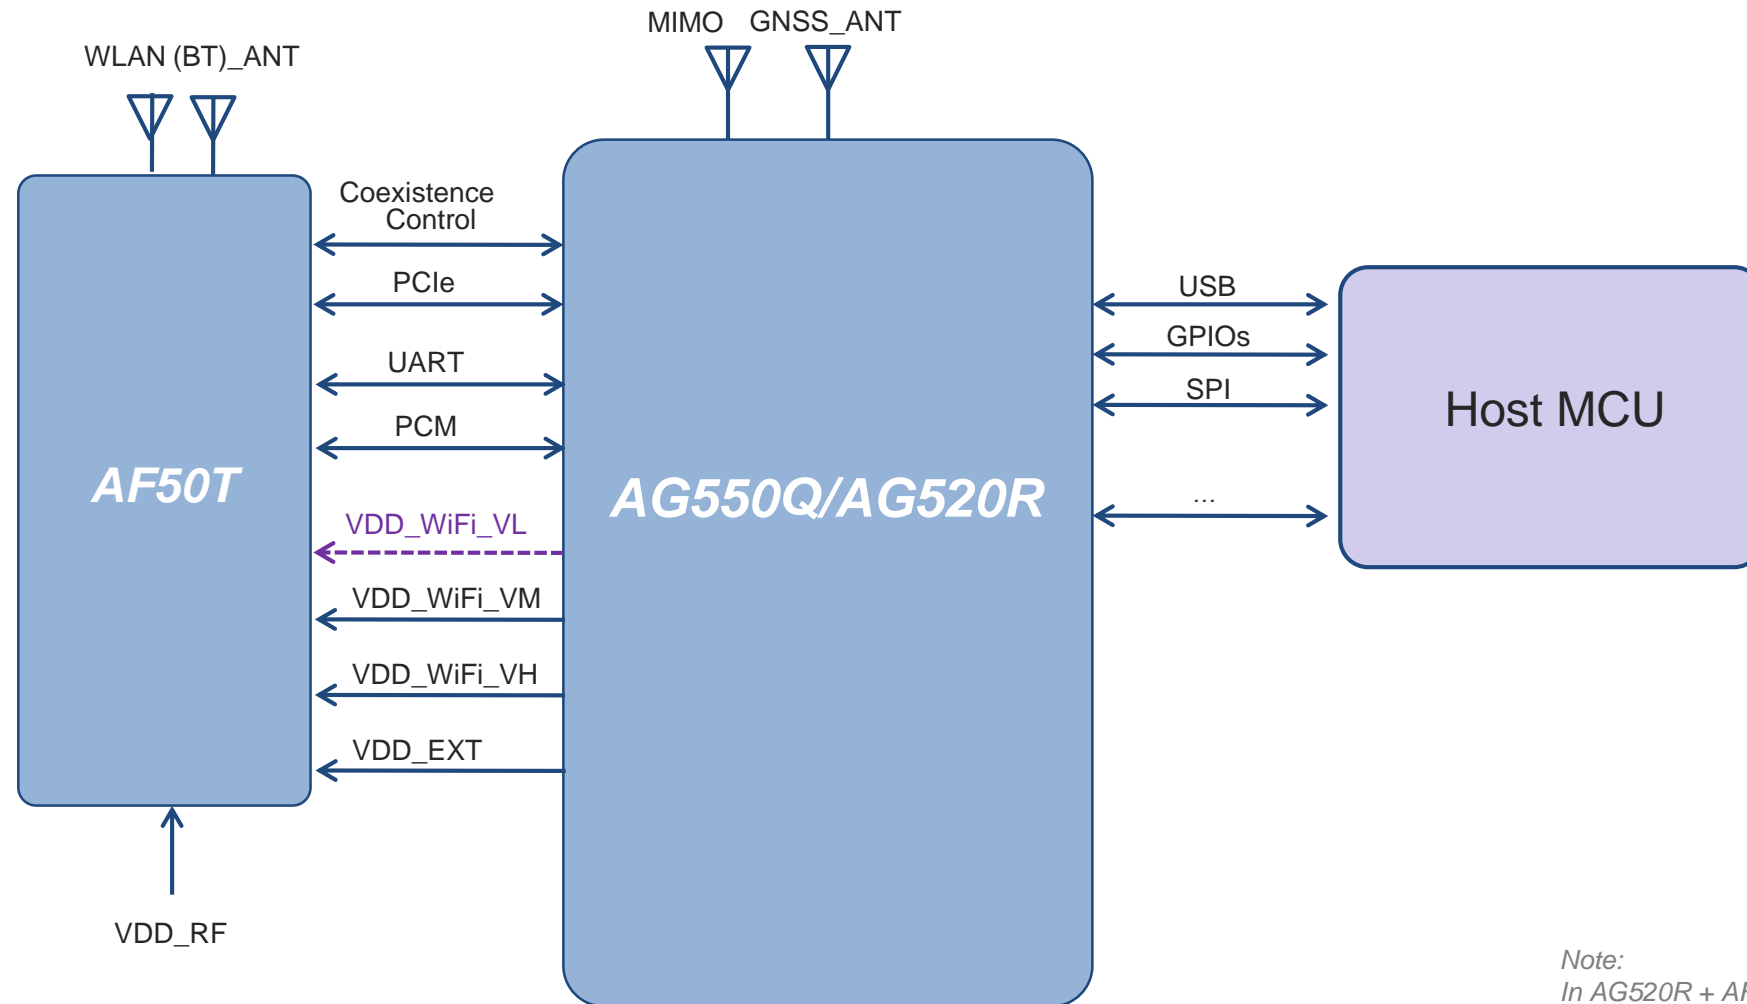 MIMO GNSS_ANT
WLAN (BT)_ANT
Coexistence
Control
PCIe
UART
PCM
AF50T
VDD_WiFi_VL
VDD_WiFi_VM
VDD_WiFi_VH
VDD_EXT
VDD_RF
AG550Q/AG520R
USB
GPIOs
SPI
...
Host MCU
Note:
In AG520R +